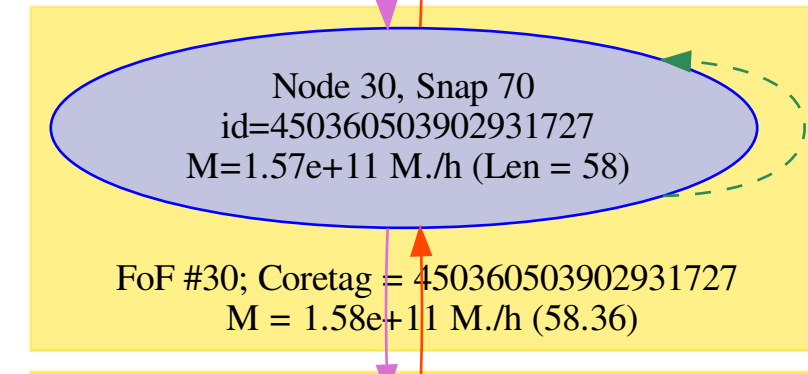 Node 30, Snap 70
id=450360503902931727
M=1.57e+11 M./h (Len = 58)
FoF #30; Coretag = 450360503902931727
M = 1.58e+11 M./h (58.36)